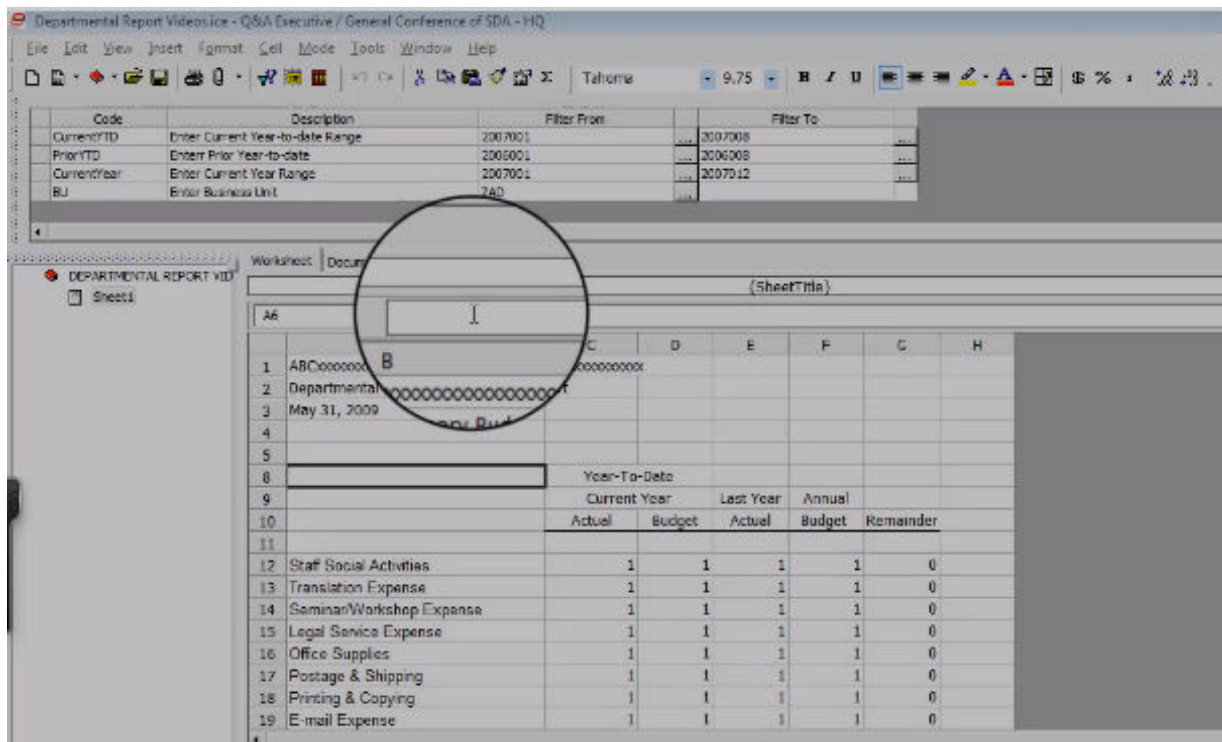 Departmental Report Videos.ice - Q&A Executive / General Conference of SDA - HQ
File Edit View Insert Format Cell Mode Tools Window Help
Tahoma 9.75 B I U $ %
Code Description Filter From Filter To
CurrentYTD Enter Current Year-to-date Range 2007001 ... 2007008 ...
PriorYTD Enterr Prior Year-to-date 2006001 ... 2006008 ...
CurrentYear Enter Current Year Range 2007001 ... 2007012 ...
BU Enter Business Unit 7AD ...
Worksheet Docum
DEPARTMENTAL REPORT VID
Sheet1
{SheetTitle}
A6
B C D E F G H
1 ABCxxxxxxx xxxxxxxxxx
2 Departmental
3 May 31, 2009
4
5
8 Year-To-Date
9 Current Year Last Year Annual
10 Actual Budget Actual Budget Remainder
11
12 Staff Social Activities 1 1 1 1 0
13 Translation Expense 1 1 1 1 0
14 Seminar/Workshop Expense 1 1 1 1 0
15 Legal Service Expense 1 1 1 1 0
16 Office Supplies 1 1 1 1 0
17 Postage & Shipping 1 1 1 1 0
18 Printing & Copying 1 1 1 1 0
19 E-mail Expense 1 1 1 1 0